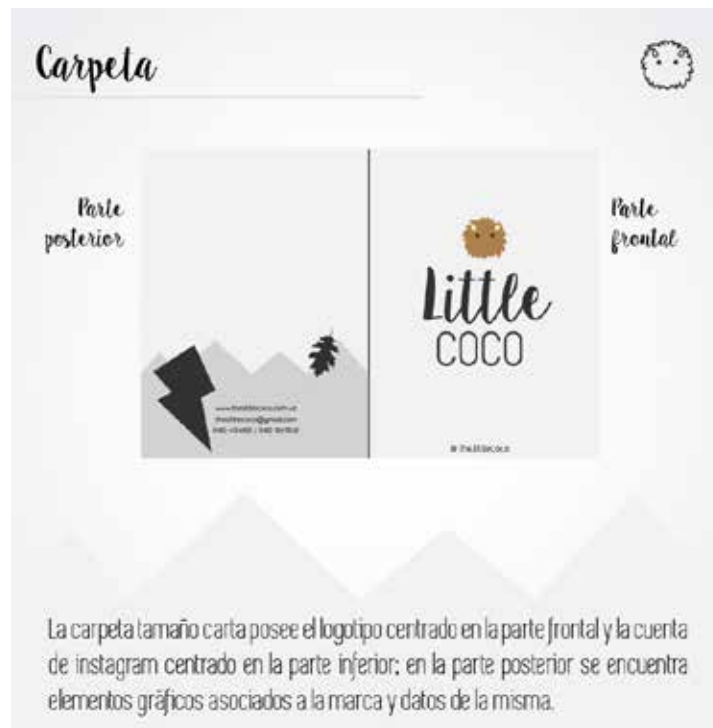 Carpeta
Parte
posterior
Parte
frontal
Little
COCO
La carpeta tamaño carta posee el logotipo centrado en la parte frontal y la cuenta
de instagram centrado en la parte inferior; en la parte posterior se encuentra
elementos gráficos asociados a la marca y datos de la misma.